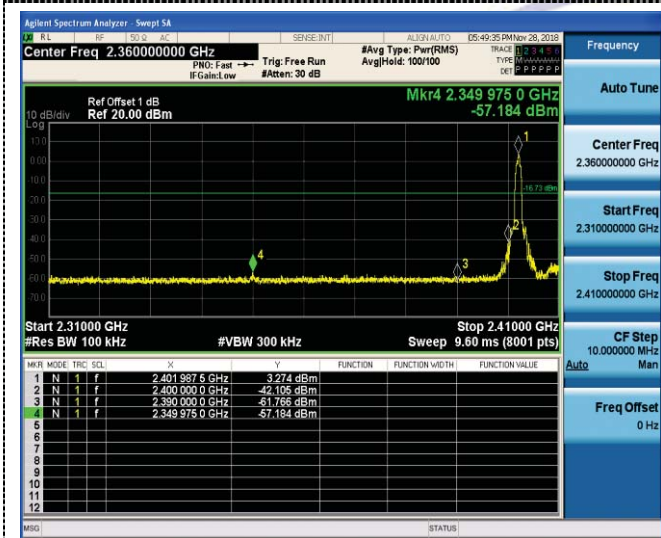 Agilent Spectrum Analyzer - Swept SA
RL RF 50 Ω AC SENSE:INT ALIGN AUTO 05:49:35 PM Nov 28, 2018
Center Freq 2.360000000 GHz
PNO: Fast
IFGain:Low
Trig: Free Run
#Atten: 30 dB
#Avg Type: Pwr(RMS)
Avg|Hold: 100/100
TRACE 1 2 3 4 5 6
TYPE M
DET P P P P P P
Ref Offset 1 dB
10 dB/div Ref 20.00 dBm
Log
Mkr4 2.349 975 0 GHz
-57.184 dBm
10.0
0.00
-10.0
-20.0
-30.0
-40.0
-50.0
-60.0
-70.0
1
-16.73 dBm
2
4
3
Start 2.31000 GHz Stop 2.41000 GHz
#Res BW 100 kHz #VBW 300 kHz Sweep 9.60 ms (8001 pts)
MKR MODE TRC SCL X Y FUNCTION FUNCTION WIDTH FUNCTION VALUE
1 N 1 f 2.401 987 5 GHz 3.274 dBm
2 N 1 f 2.400 000 0 GHz -42.105 dBm
3 N 1 f 2.390 000 0 GHz -61.766 dBm
4 N 1 f 2.349 975 0 GHz -57.184 dBm
5
6
7
8
9
10
11
12
MSG STATUS
Frequency
Auto Tune
Center Freq
2.360000000 GHz
Start Freq
2.310000000 GHz
Stop Freq
2.410000000 GHz
CF Step
10.000000 MHz
Auto Man
Freq Offset
0 Hz